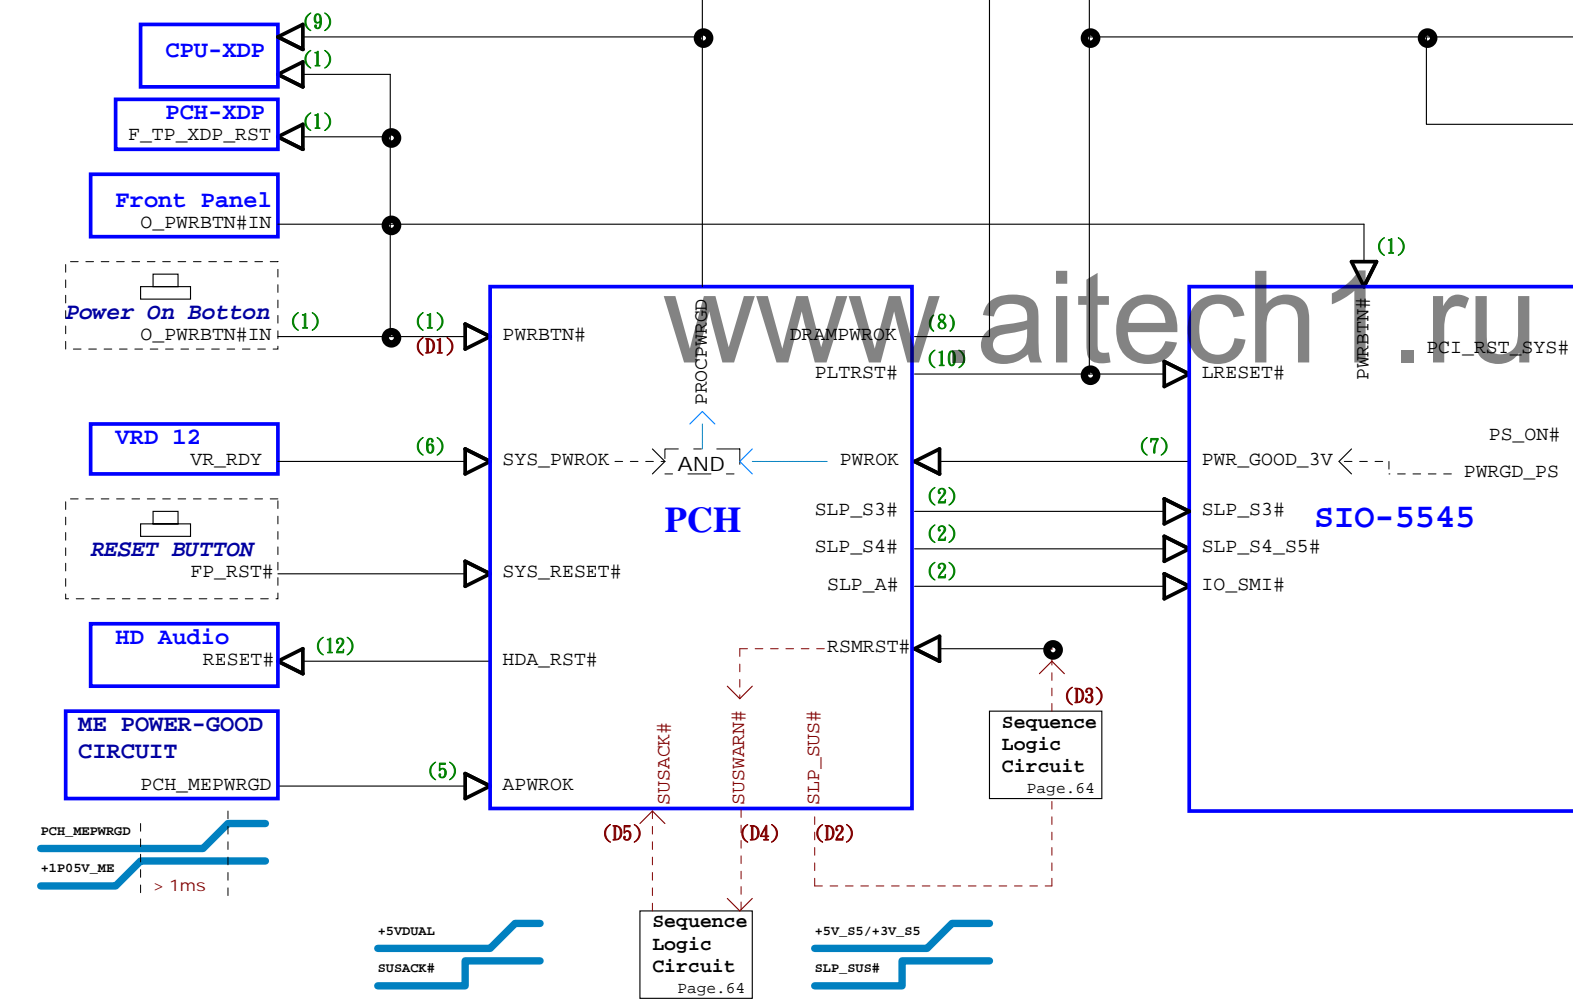 (9)
CPU-XDP
(1)
PCH-XDP
F_TP_XDP_RST
(1)
Front Panel
O_PWRBTN#IN
(1)
Power On Botton
O_PWRBTN#IN
(1)
(1)
(D1)
PWRBTN#
PROCPWRGD
DRAMPWROK
(8)
PLTRST#
(10)
www.aitech1.ru
PWRBTN#
PCI_RST_SYS#
LRESET#
VRD 12
VR_RDY
(6)
SYS_PWROK
AND
PWROK
(7)
PWR_GOOD_3V
PS_ON#
PWRGD_PS
PCH
SLP_S3#
(2)
SLP_S3#
SIO-5545
SLP_S4#
(2)
SLP_S4_S5#
SLP_A#
(2)
IO_SMI#
RESET BUTTON
FP_RST#
SYS_RESET#
HD Audio
RESET#
(12)
HDA_RST#
RSMRST#
(D3)
ME POWER-GOOD
CIRCUIT
PCH_MEPWRGD
(5)
APWROK
SUSACK#
SUSWARN#
SLP_SUS#
Sequence
Logic
Circuit
Page.64
(D5)
(D4)
(D2)
PCH_MEPWRGD
+1P05V_ME
> 1ms
+5VDUAL
SUSACK#
Sequence
Logic
Circuit
Page.64
+5V_S5/+3V_S5
SLP_SUS#